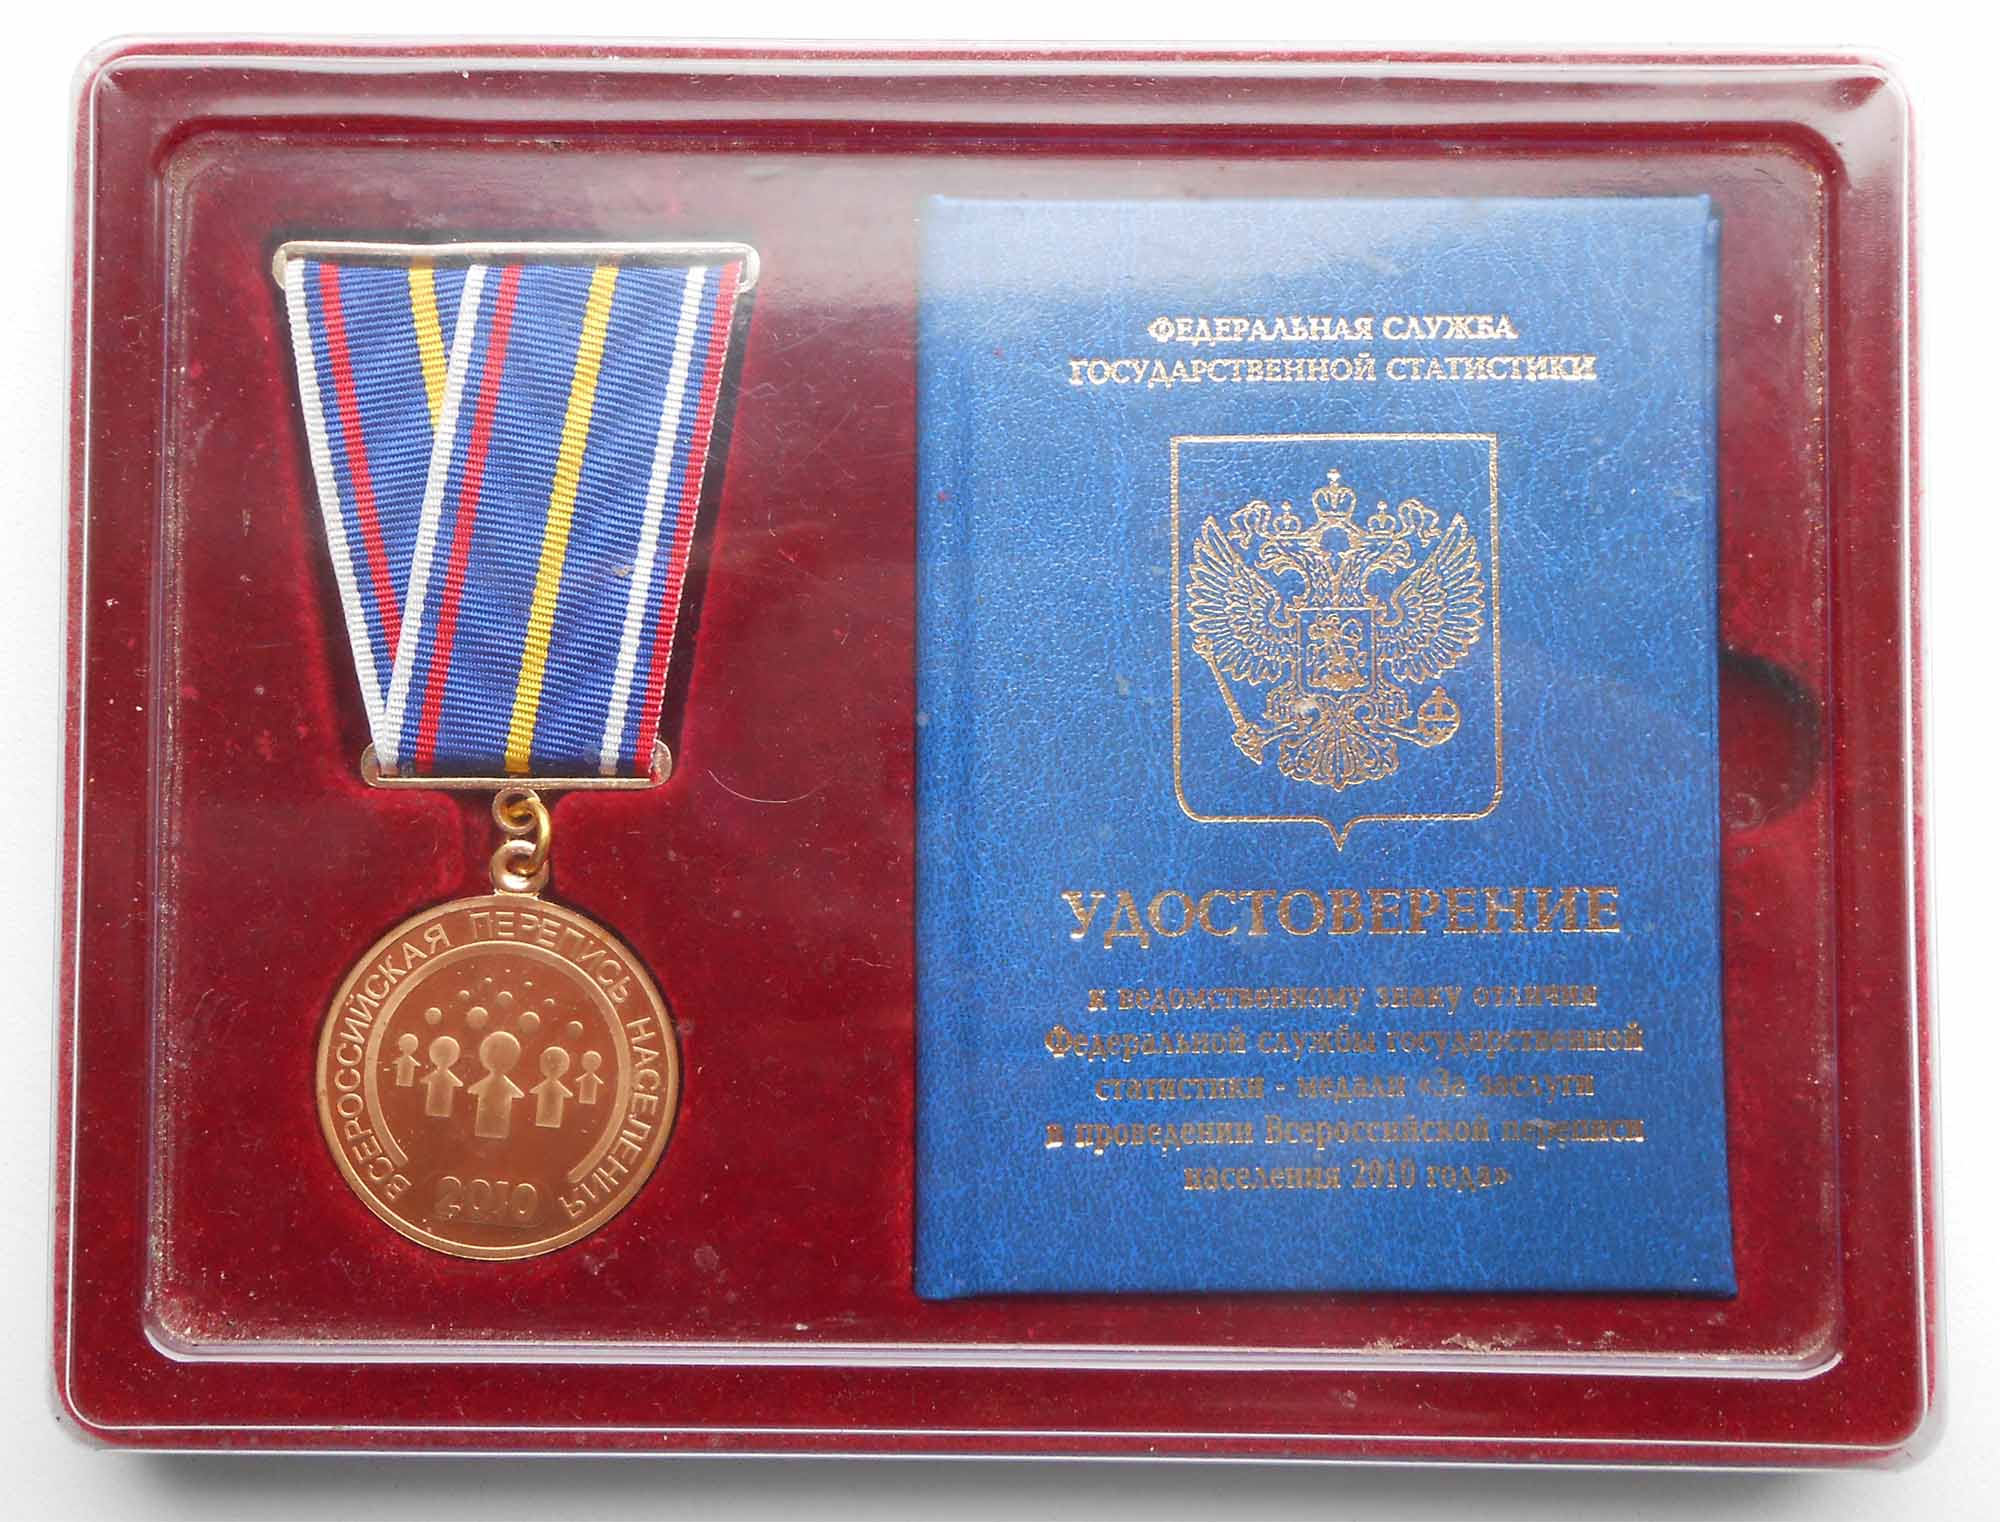 ВСЕРОССИЙСКАЯ ПЕРЕПИСЬ НАСЕЛЕНИЯ
2010
ФЕДЕРАЛЬНАЯ СЛУЖБА
ГОСУДАРСТВЕННОЙ СТАТИСТИКИ
УДОСТОВЕРЕНИЕ
к ведомственному знаку отличия
Федеральной службы государственной
статистики - медали «За заслуги
в проведении Всероссийской переписи
населения 2010 года»